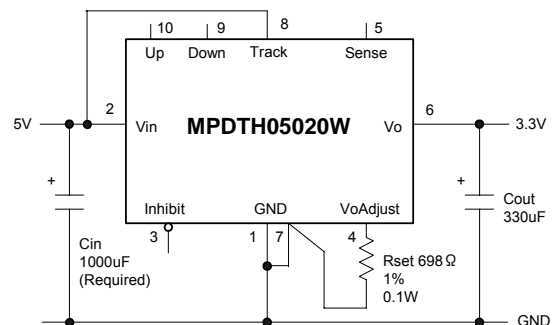 10
9
8
5
Up
Down
Track
Sense
5V
2
Vin
MPDTH05020W
Vo
6
3.3V
+
Inhibit
GND
VoAdjust
+
Cout
330uF
3
1
7
4
Cin
1000uF
(Required)
Rset 698Ω
1%
0.1W
GND